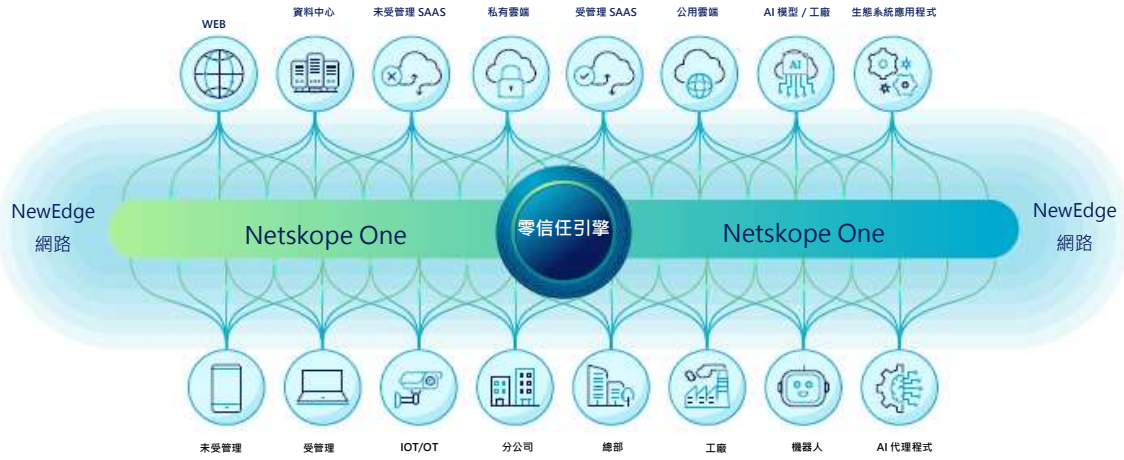 WEB
資料中心
未受管理 SAAS
私有雲端
受管理 SAAS
公用雲端
AI 模型 / 工廠
生態系統應用程式
AI
NewEdge
網路
Netskope One
零信任引擎
Netskope One
NewEdge
網路
未受管理
受管理
IOT/OT
分公司
總部
工廠
機器人
AI 代理程式